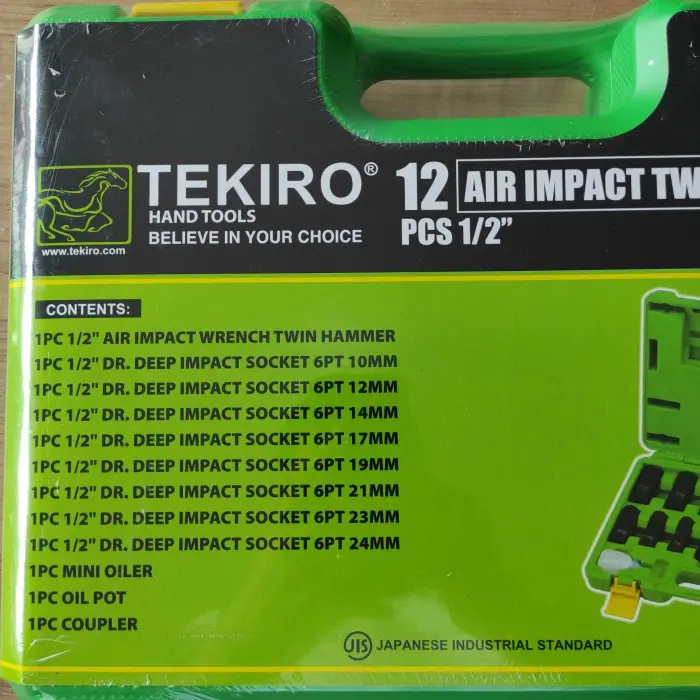 TEKIRO®
HAND TOOLS
BELIEVE IN YOUR CHOICE
www.tekiro.com
12
PCS 1/2"
AIR IMPACT TW
CONTENTS:
1PC 1/2" AIR IMPACT WRENCH TWIN HAMMER
1PC 1/2" DR. DEEP IMPACT SOCKET 6PT 10MM
1PC 1/2" DR. DEEP IMPACT SOCKET 6PT 12MM
1PC 1/2" DR. DEEP IMPACT SOCKET 6PT 14MM
1PC 1/2" DR. DEEP IMPACT SOCKET 6PT 17MM
1PC 1/2" DR. DEEP IMPACT SOCKET 6PT 19MM
1PC 1/2" DR. DEEP IMPACT SOCKET 6PT 21MM
1PC 1/2" DR. DEEP IMPACT SOCKET 6PT 23MM
1PC 1/2" DR. DEEP IMPACT SOCKET 6PT 24MM
1PC MINI OILER
1PC OIL POT
1PC COUPLER
JIS JAPANESE INDUSTRIAL STANDARD